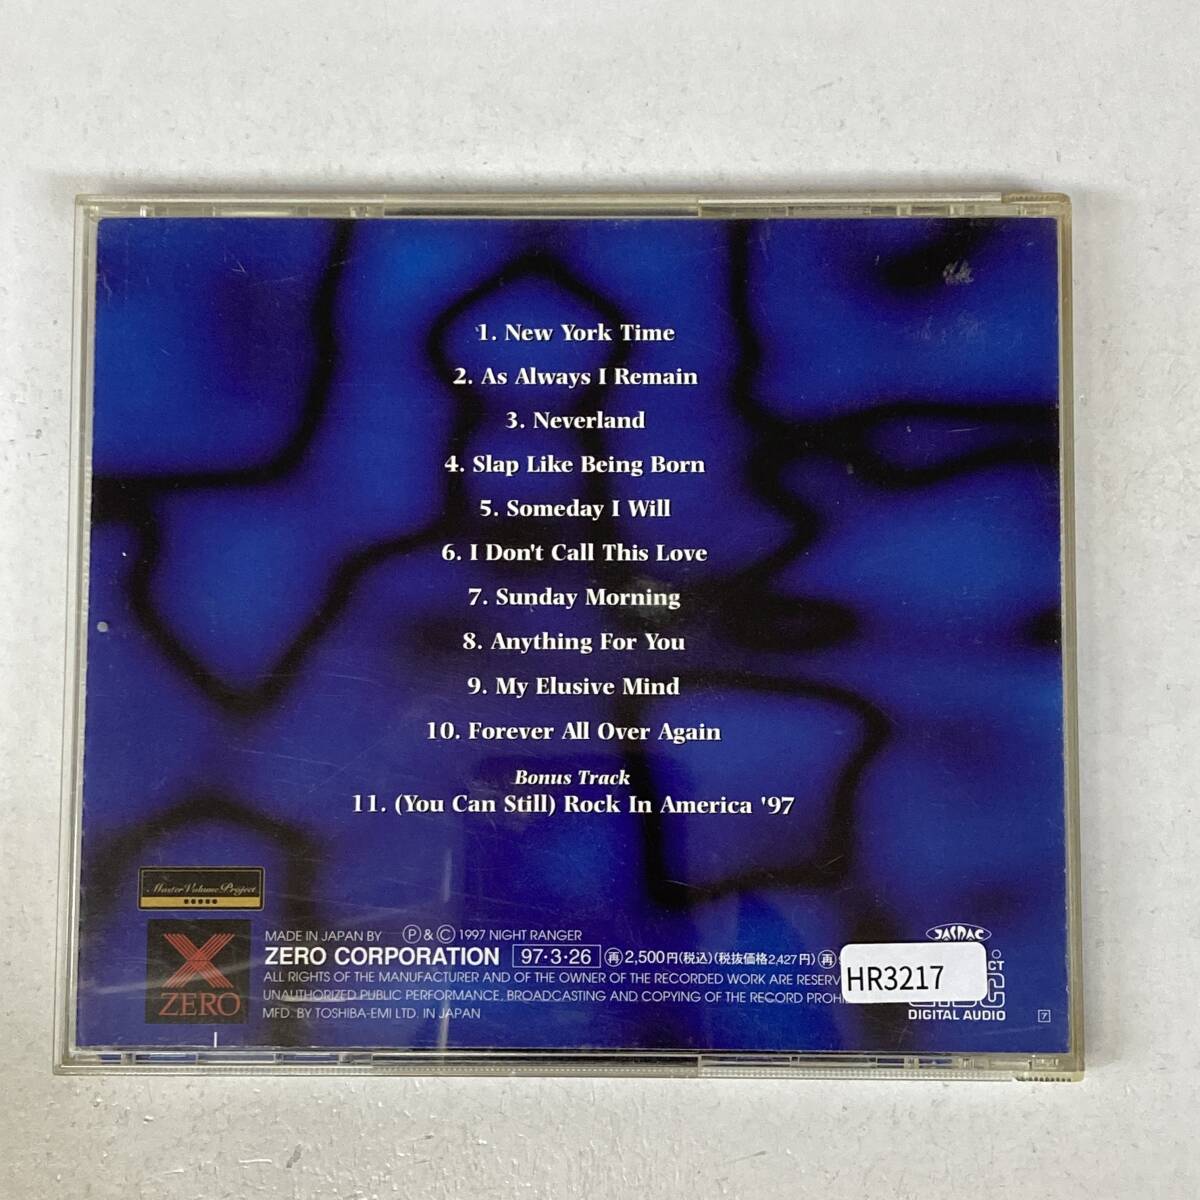 1. New York Time
2. As Always I Remain
3. Neverland
4. Slap Like Being Born
5. Someday I Will
6. I Don't Call This Love
7. Sunday Morning
8. Anything For You
9. My Elusive Mind
10. Forever All Over Again
Bonus Track
11. (You Can Still) Rock In America '97
Master Volume Project
ZERO
MADE IN JAPAN BY Ⓟ & Ⓒ 1997 NIGHT RANGER
ZERO CORPORATION 97・3・26 再 2,500円(税込)(税抜価格2,427円) 再
ALL RIGHTS OF THE MANUFACTURER AND OF THE OWNER OF THE RECORDED WORK ARE RESERV
UNAUTHORIZED PUBLIC PERFORMANCE, BROADCASTING AND COPYING OF THE RECORD PROHI
MFD. BY TOSHIBA-EMI LTD. IN JAPAN
JASRAC
HR3217
DIGITAL AUDIO
ア